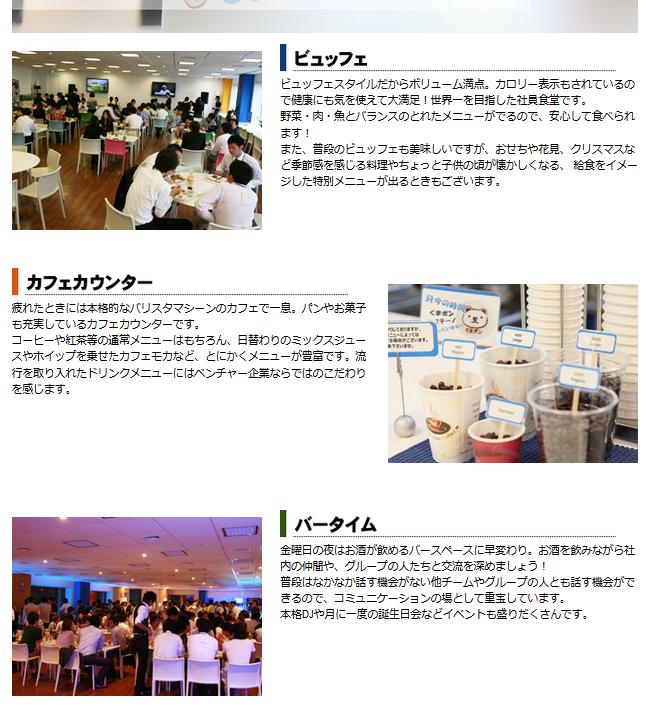 ビュッフェ
ビュッフェスタイルだからボリューム満点。カロリー表示もされているの
で健康にも気を使えて大満足！世界一を目指した社員食堂です。
野菜・肉・魚とバランスのとれたメニューがでるので、安心して食べられ
ます！
また、普段のビュッフェも美味しいですが、おせちや花見、クリスマスな
ど季節感を感じる料理やちょっと子供の頃が懐かしくなる、 給食をイメー
ジした特別メニューが出るときもございます。
カフェカウンター
疲れたときには本格的なバリスタマシーンのカフェで一息。パンやお菓子
も充実しているカフェカウンターです。
コーヒーや紅茶等の通常メニューはもちろん、日替わりのミックスジュー
スやホイップを乗せたカフェモカなど、とにかくメニューが豊富です。流
行を取り入れたドリンクメニューにはベンチャー企業ならではのこだわり
を感じます。
只今の時間
くまポン
バータイム
金曜日の夜はお酒が飲めるバースペースに早変わり。お酒を飲みながら社
内の仲間や、グループの人たちと交流を深めましょう！
普段はなかなか話す機会がない他チームやグループの人とも話す機会がで
きるので、コミュニケーションの場として重宝しています。
本格DJや月に一度の誕生日会などイベントも盛りだくさんです。